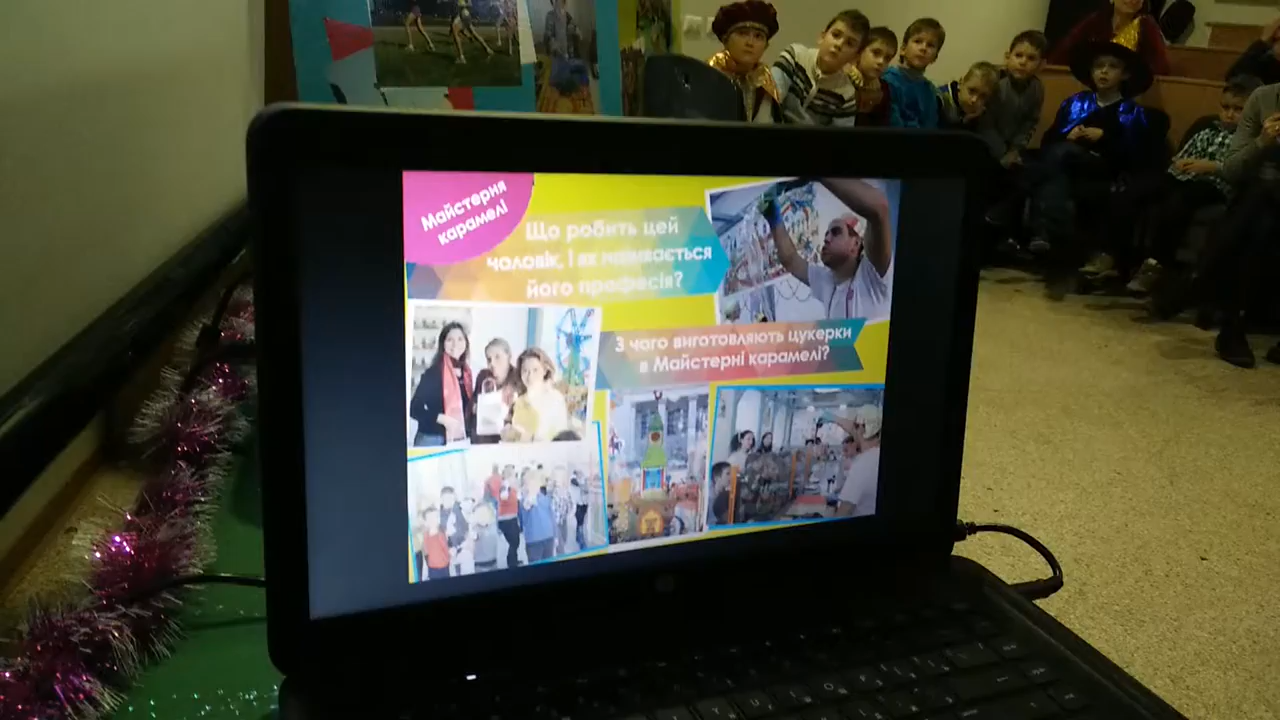 Майстерня
карамелі
Що робить цей
чоловік, і як називається
його професія?
З чого виготовляють цукерки
в Майстерні карамелі?